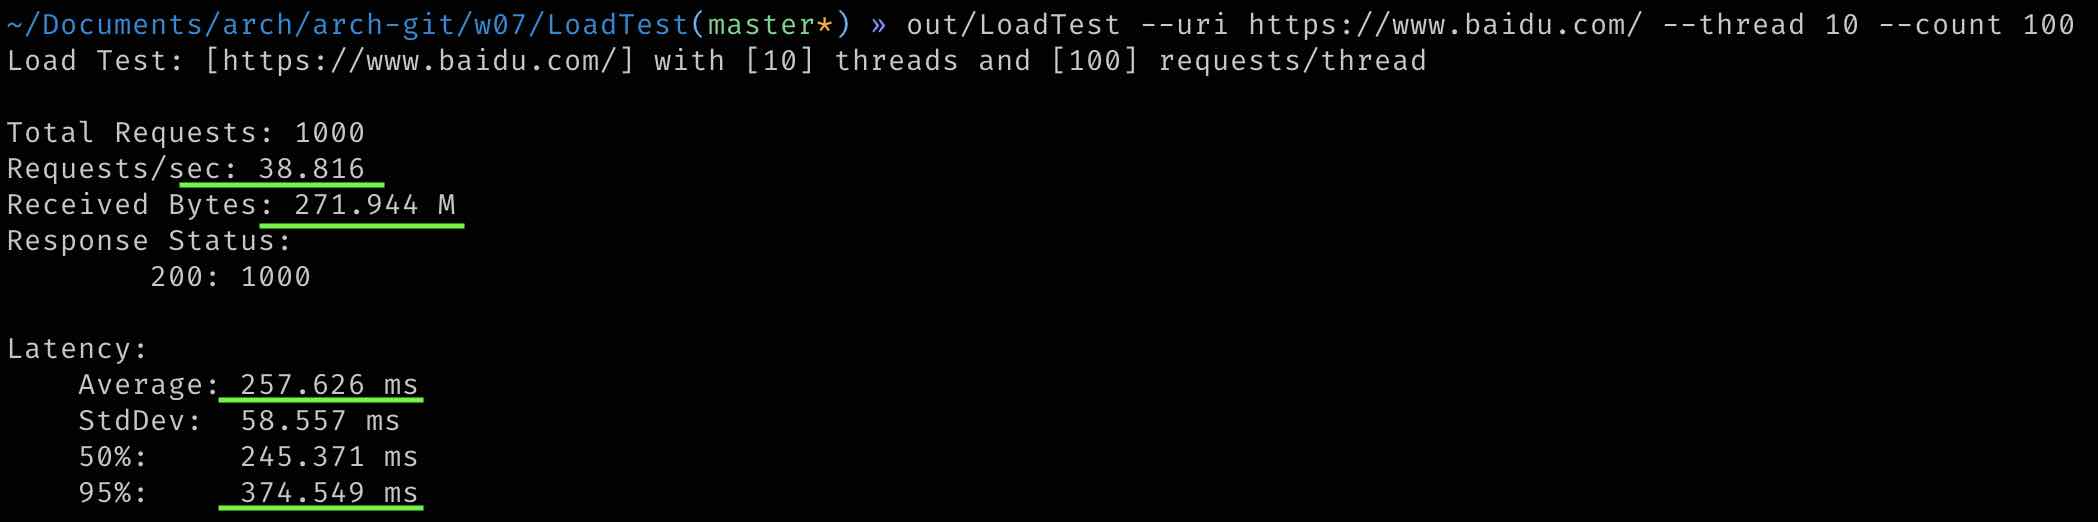 ~/Documents/arch/arch-git/w07/LoadTest(master*) » out/LoadTest --uri https://www.baidu.com/ --thread 10 --count 100
Load Test: [https://www.baidu.com/] with [10] threads and [100] requests/thread
Total Requests: 1000
Requests/sec: 38.816
Received Bytes: 271.944 M
Response Status:
200: 1000
Latency:
Average: 257.626 ms
StdDev: 58.557 ms
50%: 245.371 ms
95%: 374.549 ms